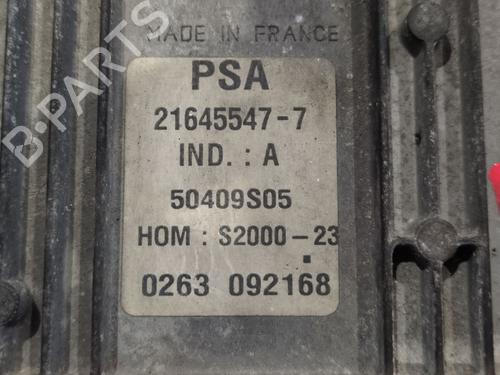 MADE IN FRANCE
PSA
21645547-7
IND. : A
50409S05
HOM : S2000-23
0263 092168
B-PARTS